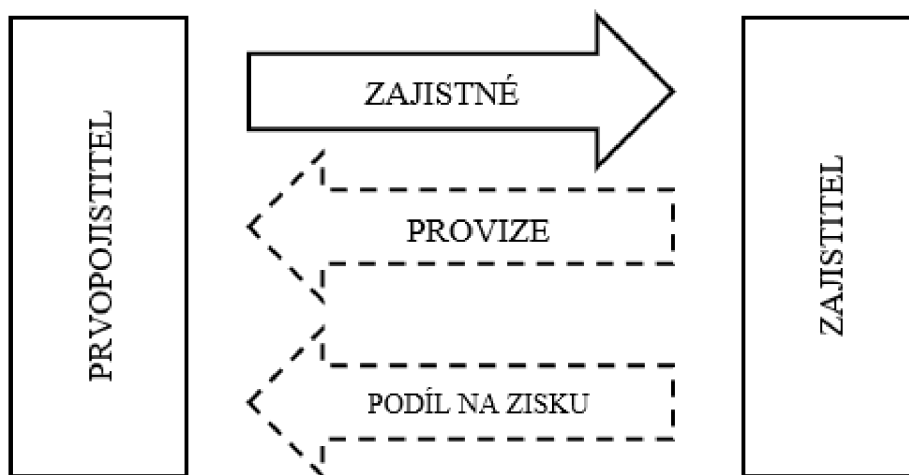 PRVOPOJISTITEL
ZAJISTNÉ
PROVIZE
PODÍL NA ZISKU
ZAJISTITEL